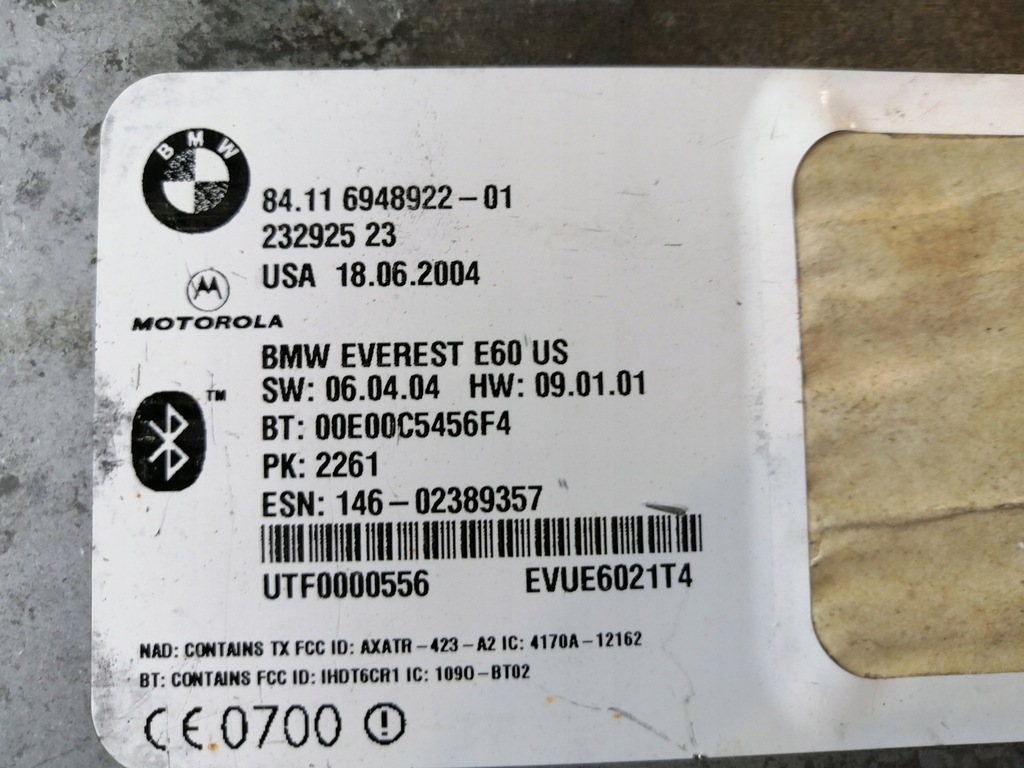 BMW
84.11 6948922-01
232925 23
USA 18.06.2004
MOTOROLA
BMW EVEREST E60 US
SW: 06.04.04 HW: 09.01.01
TM
BT: 00E00C5456F4
PK: 2261
ESN: 146-02389357
UTF0000556 EVUE6021T4
NAD: CONTAINS TX FCC ID: AXATR-423-A2 IC: 4170A-12162
BT: CONTAINS FCC ID: IHDT6CR1 IC: 1090-BT02
CE0700